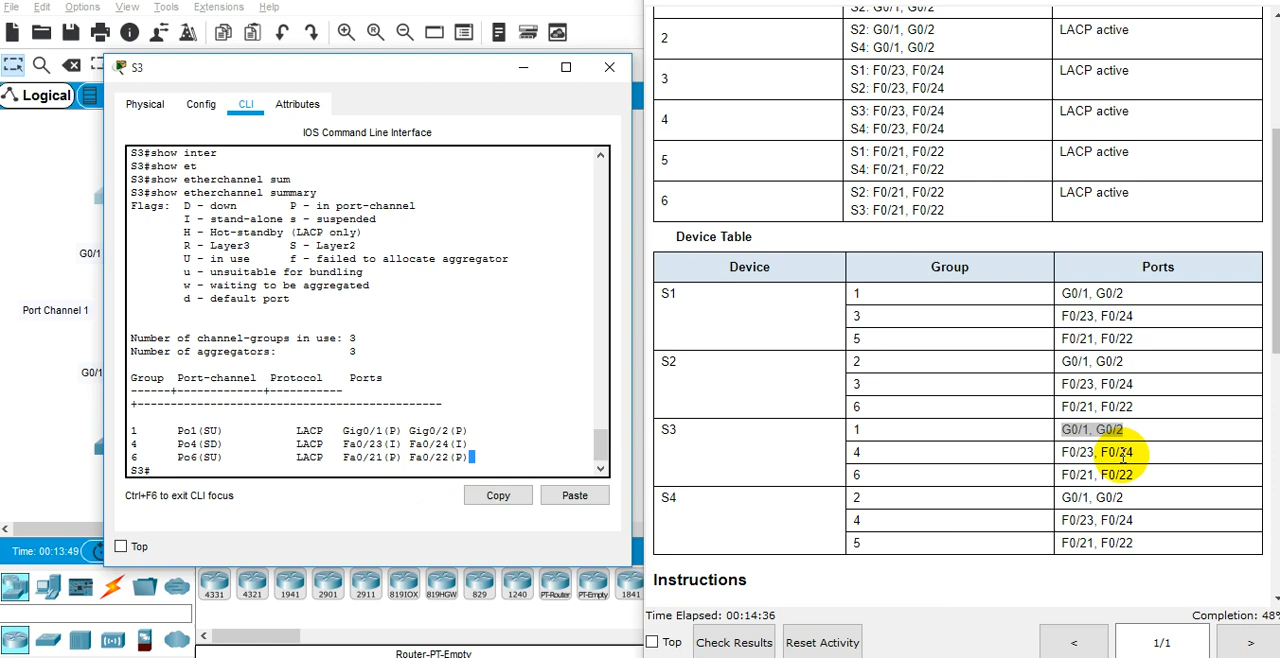 File Edit Options View Tools Extensions Help
Logical
G0/1
Port Channel 1
G0/1
S3
Physical Config CLI Attributes
IOS Command Line Interface
S3#show inter
S3#show et
S3#show etherchannel sum
S3#show etherchannel summary
Flags: D - down P - in port-channel
I - stand-alone s - suspended
H - Hot-standby (LACP only)
R - Layer3 S - Layer2
U - in use f - failed to allocate aggregator
u - unsuitable for bundling
w - waiting to be aggregated
d - default port
Number of channel-groups in use: 3
Number of aggregators: 3
Group Port-channel Protocol Ports
------+-------------+-----------
+----------------------------------------------
1 Po1(SU) LACP Gig0/1(P) Gig0/2(P)
4 Po4(SD) LACP Fa0/23(I) Fa0/24(I)
6 Po6(SU) LACP Fa0/21(P) Fa0/22(P)
S3#
Ctrl+F6 to exit CLI focus
Copy Paste
Top
Time: 00:13:49
4331 4321 1941 2901 2911 819IOX 819HGW 829 1240 PT-Router PT-Empty 1841
Router-PT-Empty
S2: G0/1, G0/2
2 S2: G0/1, G0/2 LACP active
S4: G0/1, G0/2
3 S1: F0/23, F0/24 LACP active
S2: F0/23, F0/24
4 S3: F0/23, F0/24 LACP active
S4: F0/23, F0/24
5 S1: F0/21, F0/22 LACP active
S4: F0/21, F0/22
6 S2: F0/21, F0/22 LACP active
S3: F0/21, F0/22
Device Table
Device Group Ports
S1 1 G0/1, G0/2
3 F0/23, F0/24
5 F0/21, F0/22
S2 2 G0/1, G0/2
3 F0/23, F0/24
6 F0/21, F0/22
S3 1 G0/1, G0/2
4 F0/23, F0/24
6 F0/21, F0/22
S4 2 G0/1, G0/2
4 F0/23, F0/24
5 F0/21, F0/22
Instructions
Time Elapsed: 00:14:36 Completion: 48%
Top Check Results Reset Activity < 1/1 >